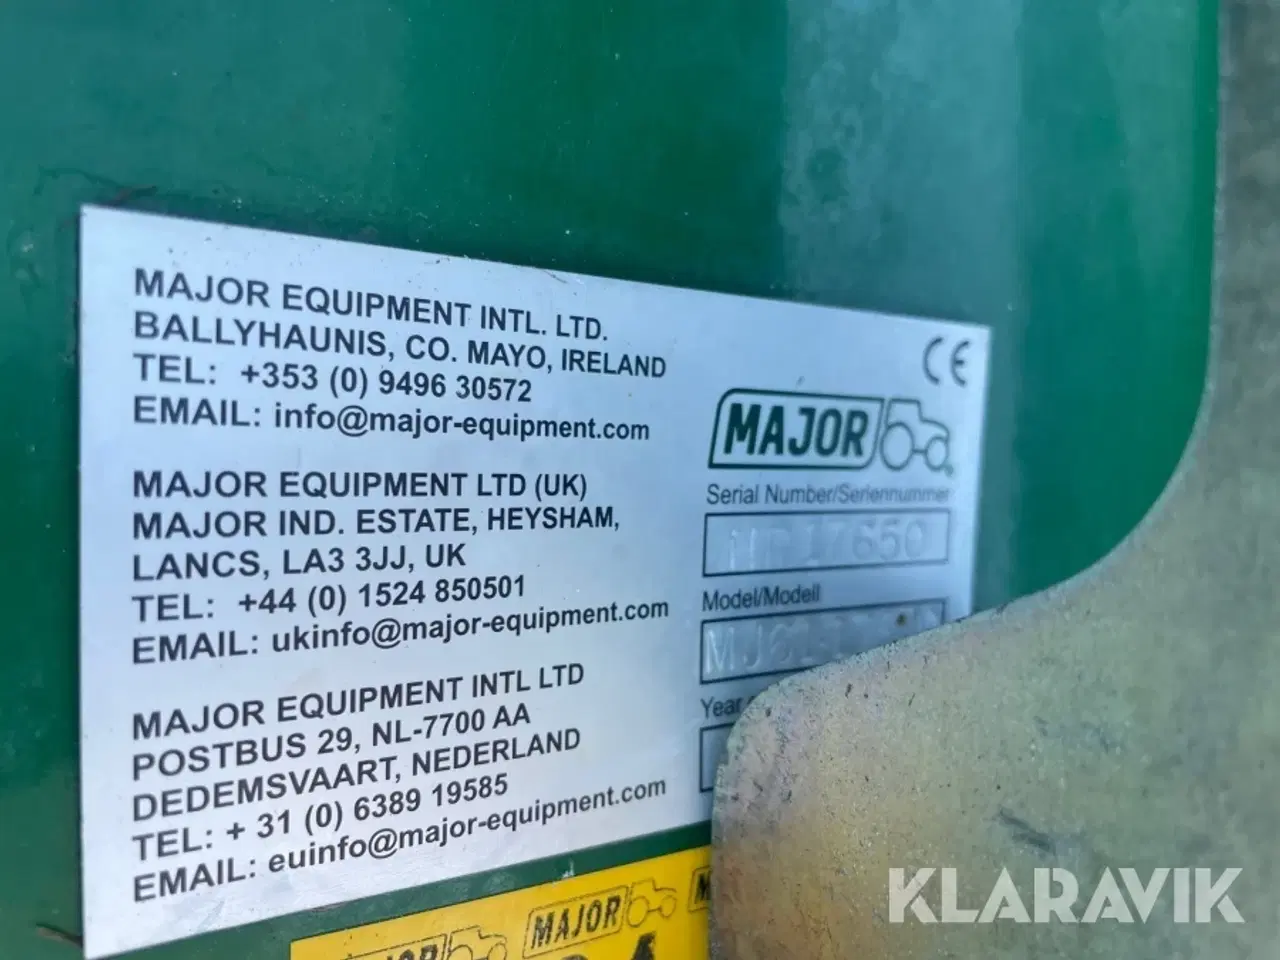 MAJOR EQUIPMENT INTL. LTD.
BALLYHAUNIS, CO. MAYO, IRELAND
TEL: +353 (0) 9496 30572
EMAIL: info@major-equipment.com
MAJOR EQUIPMENT LTD (UK)
MAJOR IND. ESTATE, HEYSHAM,
LANCS, LA3 3JJ, UK
TEL: +44 (0) 1524 850501
EMAIL: ukinfo@major-equipment.com
MAJOR EQUIPMENT INTL LTD
POSTBUS 29, NL-7700 AA
DEDEMSVAART, NEDERLAND
TEL: + 31 (0) 6389 19585
EMAIL: euinfo@major-equipment.com
CE
MAJOR
Serial Number/Seriennummer
Model/Modell
Year
MAJOR
KLARAVIK